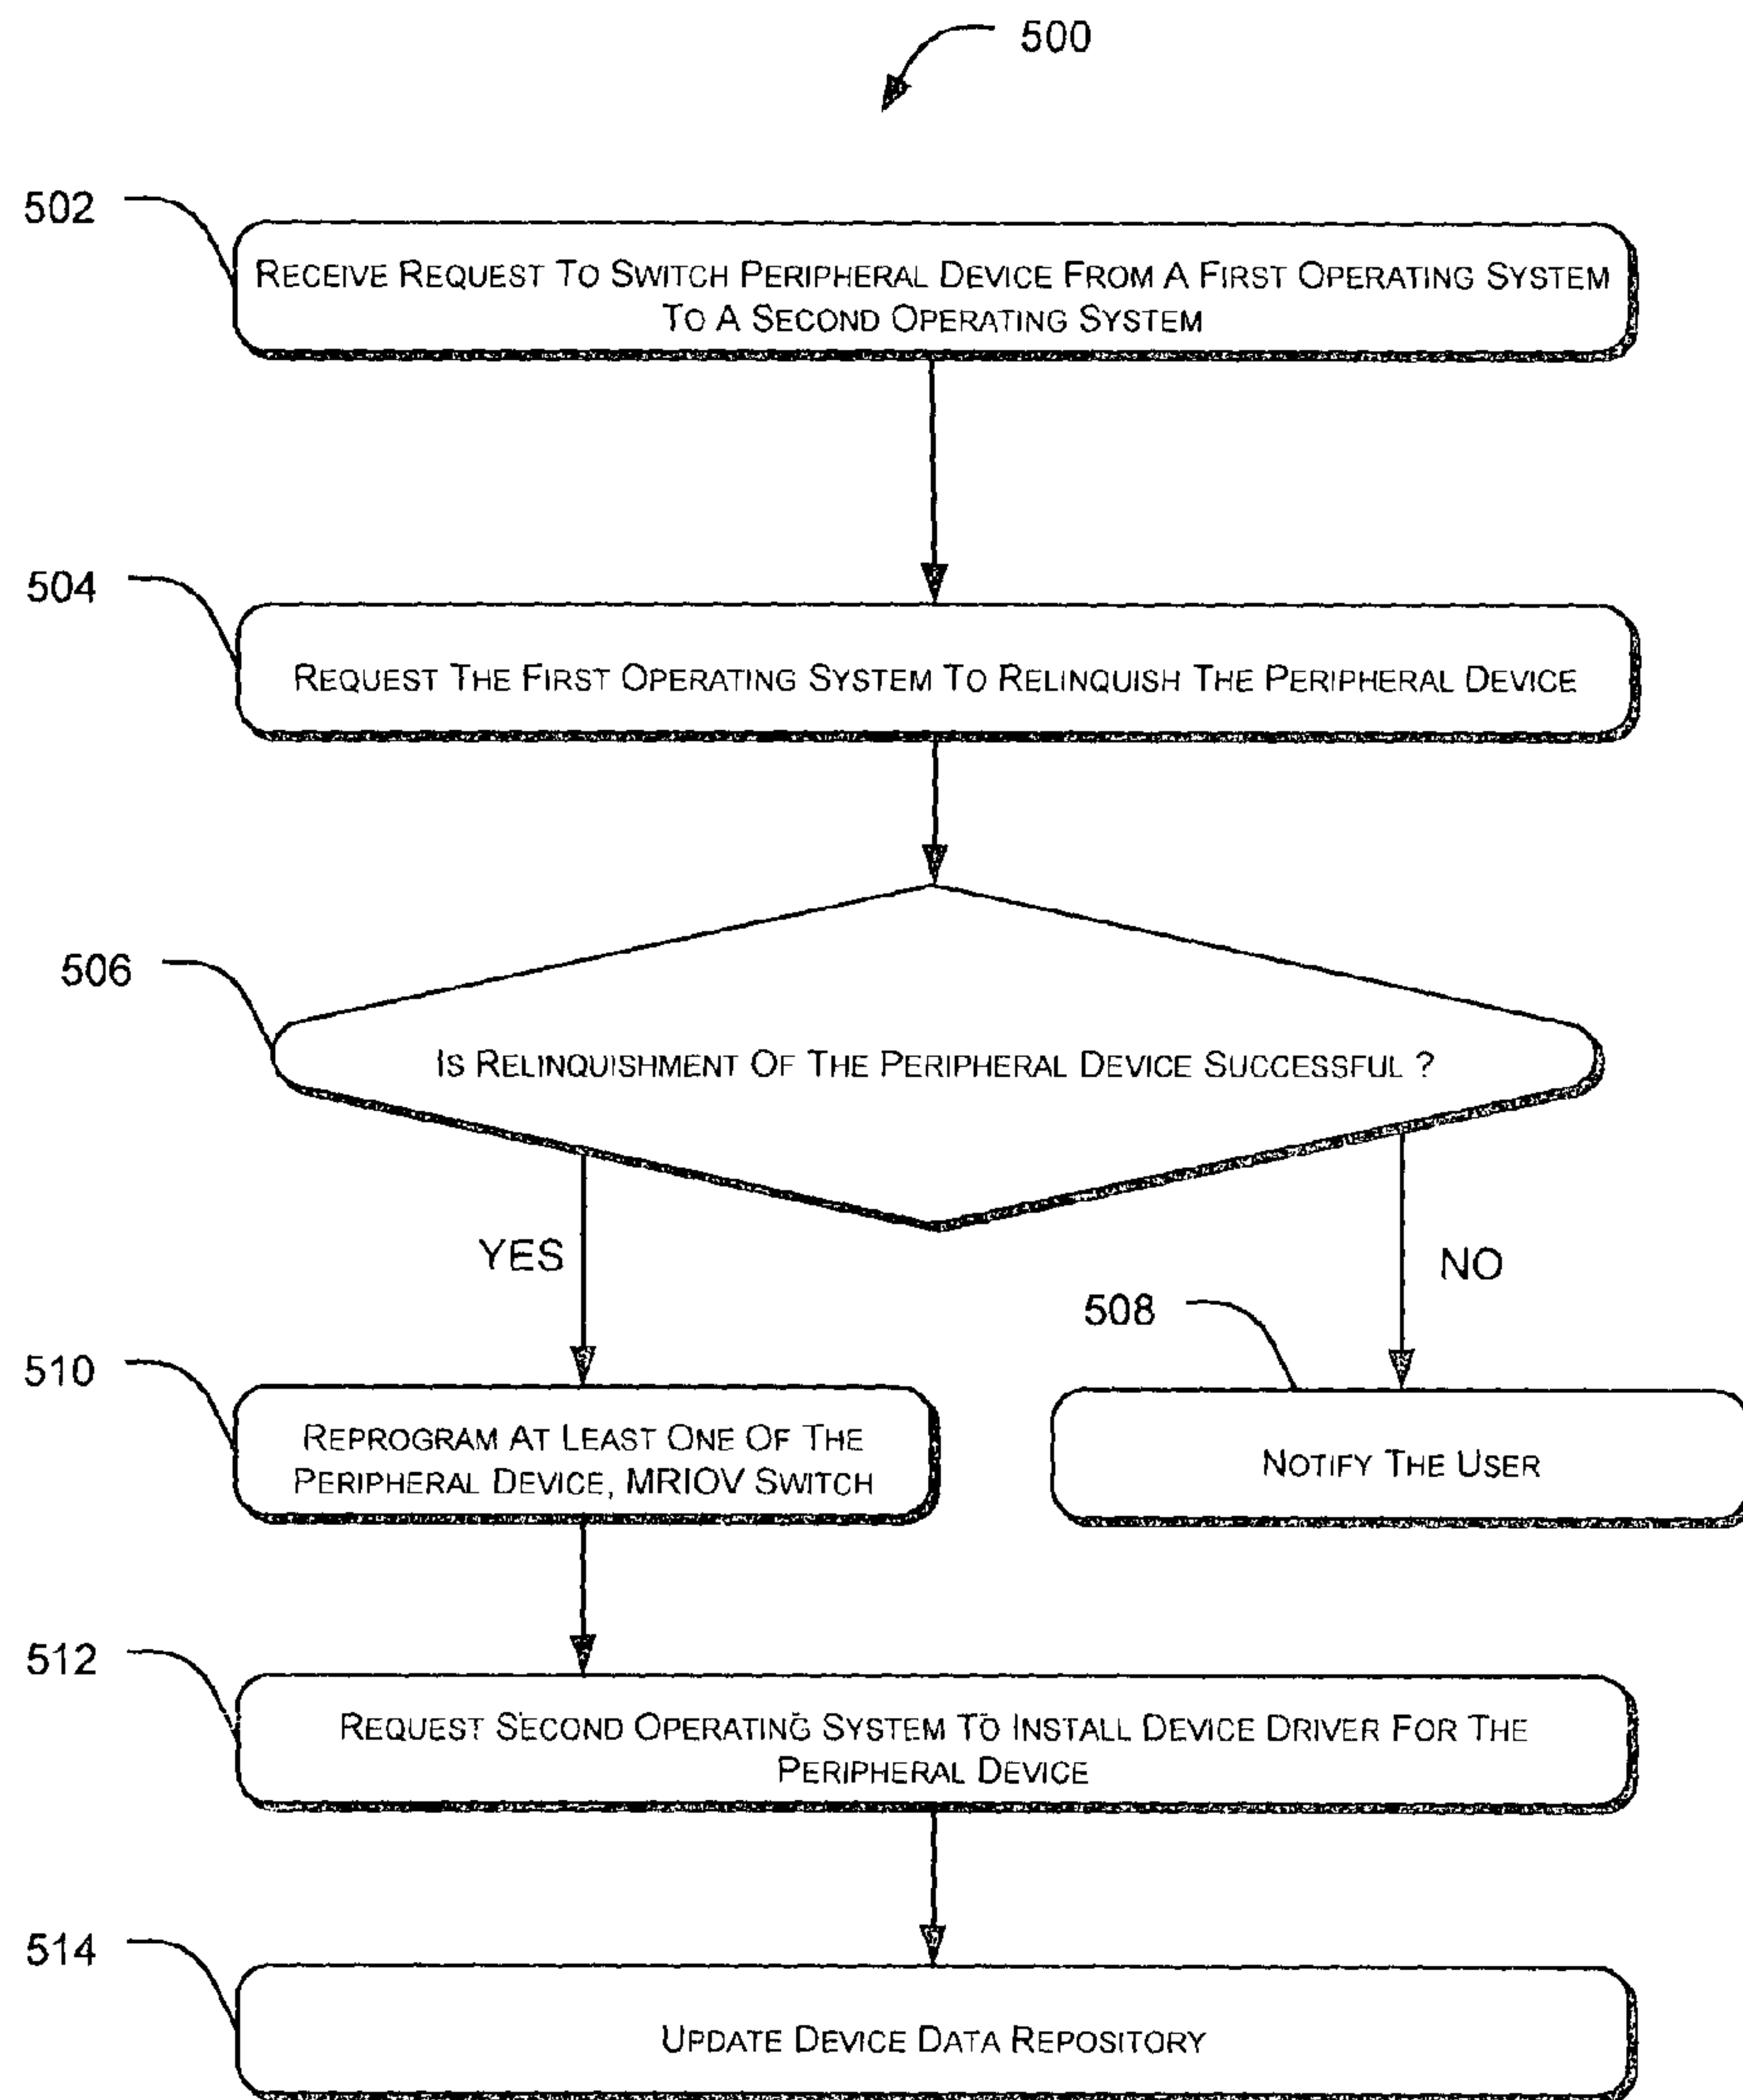 500
502
RECEIVE REQUEST TO SWITCH PERIPHERAL DEVICE FROM A FIRST OPERATING SYSTEM
TO A SECOND OPERATING SYSTEM
504
REQUEST THE FIRST OPERATING SYSTEM TO RELINQUISH THE PERIPHERAL DEVICE
506
IS RELINQUISHMENT OF THE PERIPHERAL DEVICE SUCCESSFUL ?
YES
NO
508
510
REPROGRAM AT LEAST ONE OF THE
PERIPHERAL DEVICE, MRIOV SWITCH
NOTIFY THE USER
512
REQUEST SECOND OPERATING SYSTEM TO INSTALL DEVICE DRIVER FOR THE
PERIPHERAL DEVICE
514
UPDATE DEVICE DATA REPOSITORY